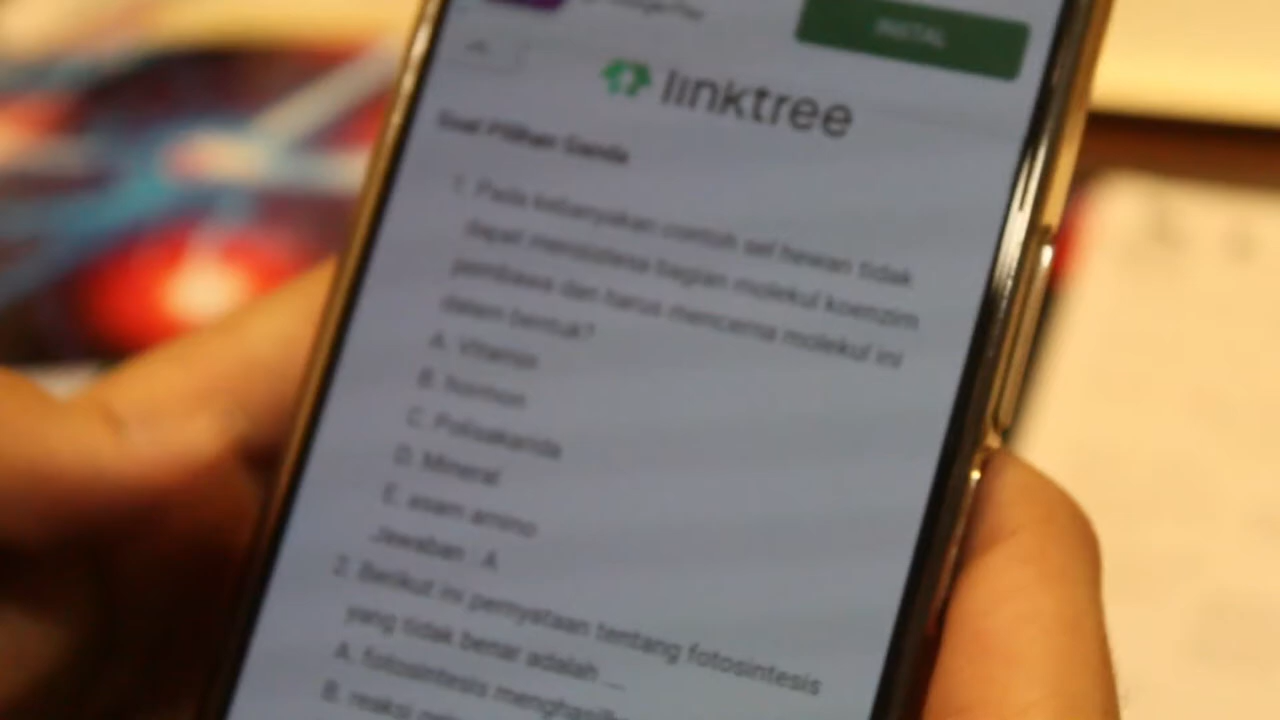 INSTAL
linktree
Soal Pilihan Ganda
1. Pada kebanyakan contoh sel hewan tidak
dapat mensistesa bagian molekul koenzim
pembawa dan harus mencerna molekul ini
dalam bentuk?
A. Vitamin
B. hormon
C. Polisakarida
D. Mineral
E. asam amino
Jawaban : A
2. Berikut ini pernyataan tentang fotosintesis
yang tidak benar adalah ...
A. fotosintesis menghasilkan
B. reaksi